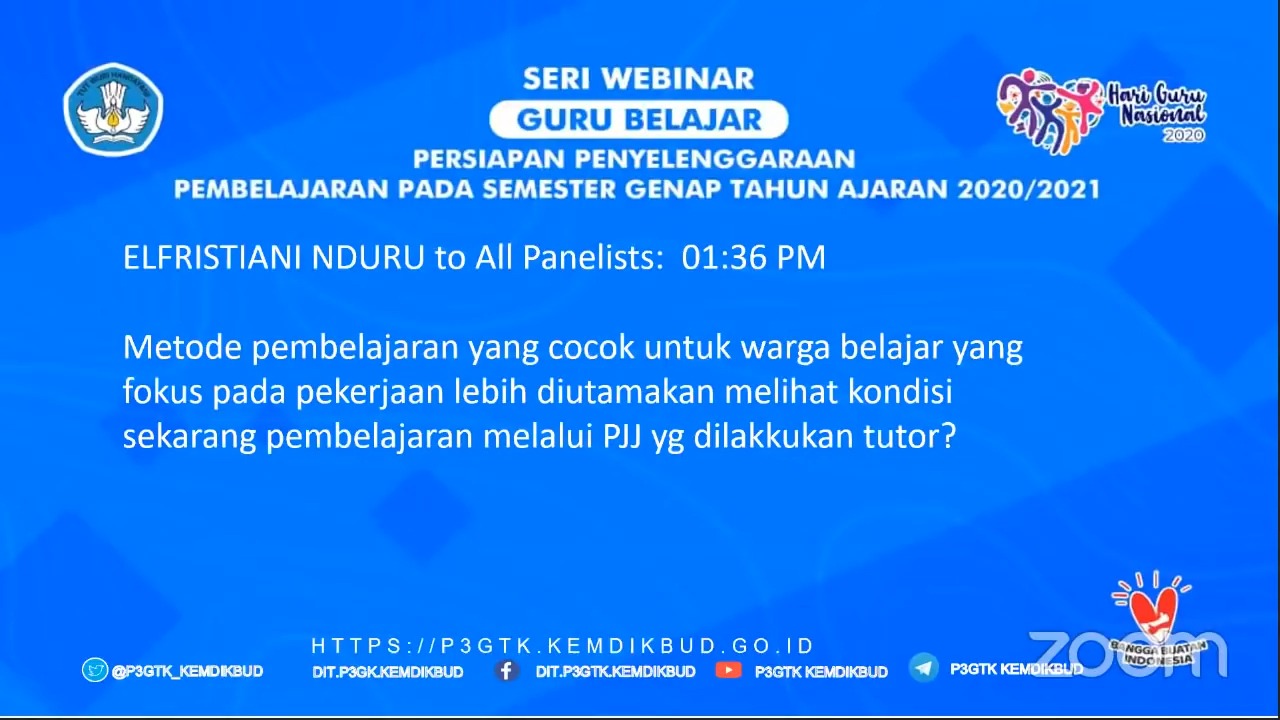 TUT WURI HANDAYANI
SERI WEBINAR
GURU BELAJAR
PERSIAPAN PENYELENGGARAAN
PEMBELAJARAN PADA SEMESTER GENAP TAHUN AJARAN 2020/2021
Hari Guru
Nasional
2020
ELFRISTIANI NDURU to All Panelists: 01:36 PM
Metode pembelajaran yang cocok untuk warga belajar yang
fokus pada pekerjaan lebih diutamakan melihat kondisi
sekarang pembelajaran melalui PJJ yg dilakkukan tutor?
BANGGA BUATAN
INDONESIA
zoom
HTTPS://P3GTK.KEMDIKBUD.GO.ID
@P3GTK_KEMDIKBUD
DIT.P3GK.KEMDIKBUD
DIT.P3GTK.KEMDIKBUD
P3GTK KEMDIKBUD
P3GTK KEMDIKBUD